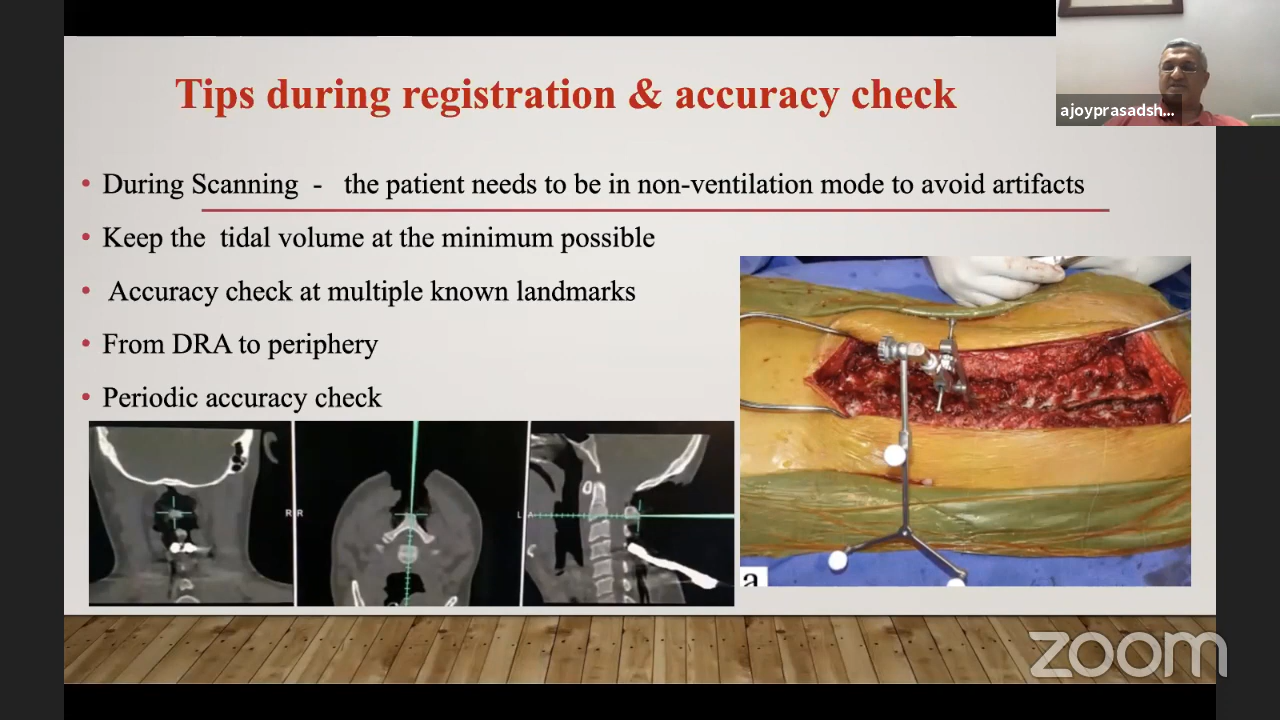 Tips during registration & accuracy check
ajoyprasadsh...
• During Scanning - the patient needs to be in non-ventilation mode to avoid artifacts
• Keep the tidal volume at the minimum possible
• Accuracy check at multiple known landmarks
• From DRA to periphery
• Periodic accuracy check
R R
L A
a
zoom